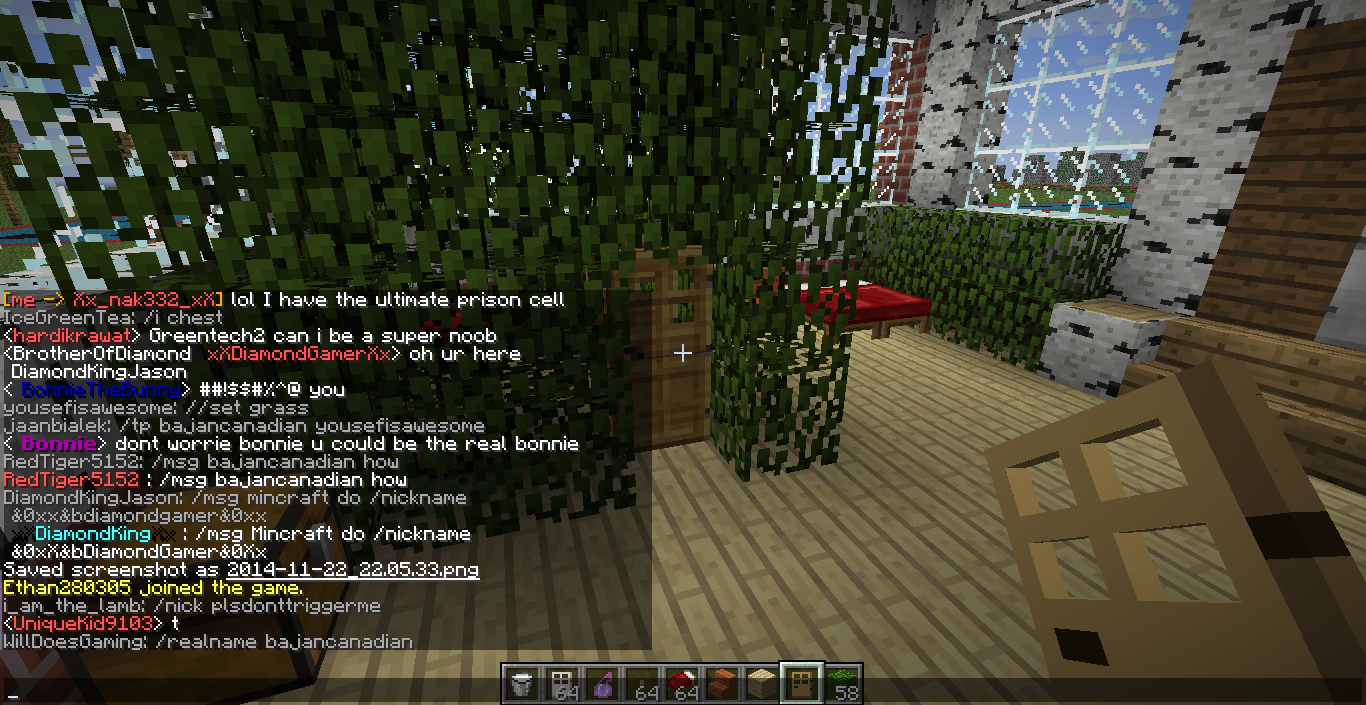 [me -> Xx_nak332_xX] lol I have the ultimate prison cell
IceGreenTea: /i chest
<hardikrawat> Greentech2 can i be a super noob
<BrotherOfDiamond xXDiamondGamerXx> oh ur here
DiamondKingJason
< BonnieTheBunny> ##!$$#%^@ you
yousefisawesome: //set grass
jaanbialek: /tp bajancanadian yousefisawesome
< Bonnie> dont worrie bonnie u could be the real bonnie
RedTiger5152: /msg bajancanadian how
RedTiger5152 : /msg bajancanadian how
DiamondKingJason: /msg mincraft do /nickname
&0xx&bdiamondgamer&0xx
DiamondKing : /msg Mincraft do /nickname
&0xX&bDiamondGamer&0Xx
Saved screenshot as 2014-11-22_22.05.33.png
Ethan280305 joined the game.
i_am_the_lamb: /nick plsdonttriggerme
<UniqueKid9103> t
WillDoesGaming: /realname bajancanadian
_
64 64 64 58